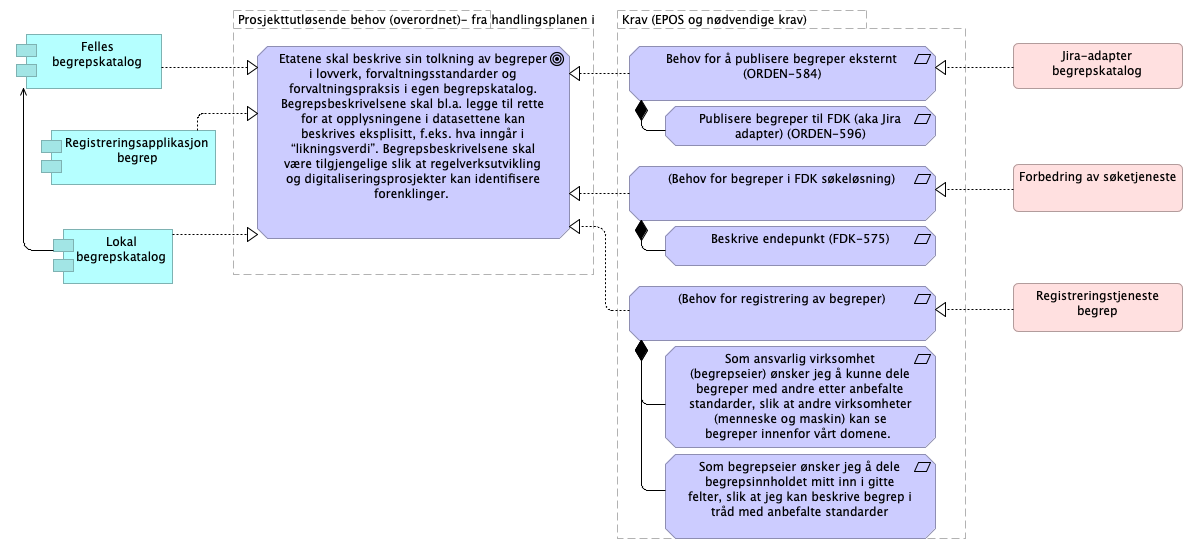 Felles
begrepskatalog
Registreringsapplikasjon
begrep
Lokal
begrepskatalog
Prosjekttutløsende behov (overordnet)- fra handlingsplanen i
Etatene skal beskrive sin tolkning av begreper
i lovverk, forvaltningsstandarder og
forvaltningspraksis i egen begrepskatalog.
Begrepsbeskrivelsene skal bl.a. legge til rette
for at opplysningene i datasettene kan
beskrives eksplisitt, f.eks. hva inngår i
“likningsverdi”. Begrepsbeskrivelsene skal
være tilgjengelige slik at regelverksutvikling
og digitaliseringsprosjekter kan identifisere
forenklinger.
Krav (EPOS og nødvendige krav)
Behov for å publisere begreper eksternt
(ORDEN-584)
Publisere begreper til FDK (aka Jira
adapter) (ORDEN-596)
(Behov for begreper i FDK søkeløsning)
Beskrive endepunkt (FDK-575)
(Behov for registrering av begreper)
Som ansvarlig virksomhet
(begrepseier) ønsker jeg å kunne dele
begreper med andre etter anbefalte
standarder, slik at andre virksomheter
(menneske og maskin) kan se
begreper innenfor vårt domene.
Som begrepseier ønsker jeg å dele
begrepsinnholdet mitt inn i gitte
felter, slik at jeg kan beskrive begrep i
tråd med anbefalte standarder
Jira-adapter
begrepskatalog
Forbedring av søketjeneste
Registreringstjeneste
begrep